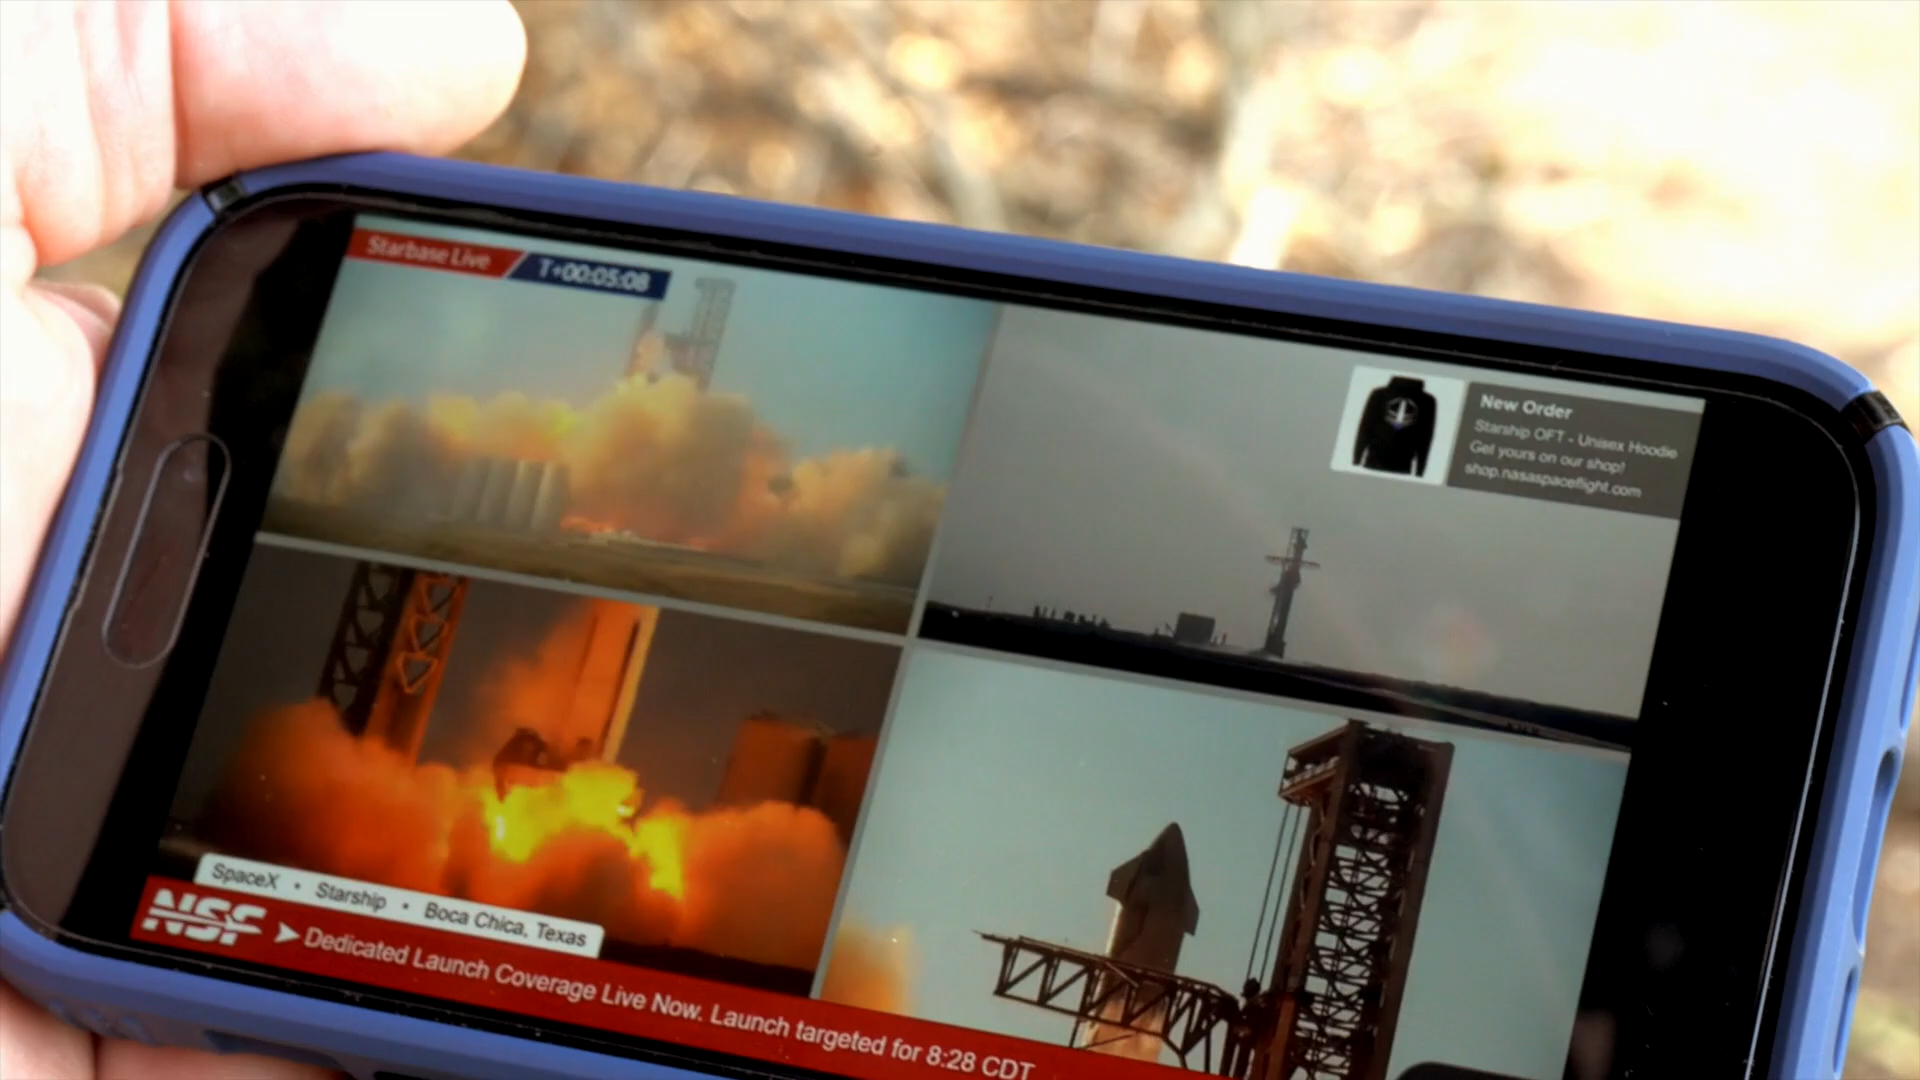 Starbase Live
T+00:05:08
New Order
Starship OFT - Unisex Hoodie
Get yours on our shop!
shop.nasaspaceflight.com
SpaceX • Starship • Boca Chica, Texas
NSF Dedicated Launch Coverage Live Now. Launch targeted for 8:28 CDT